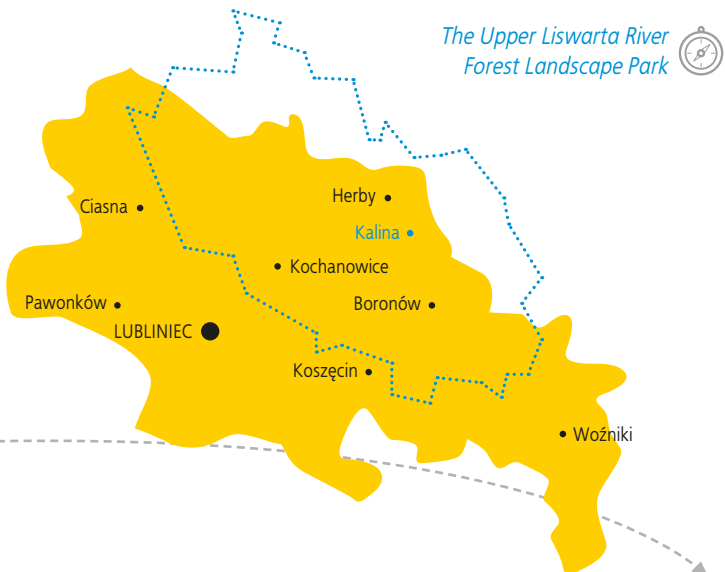 The Upper Liswarta River
Forest Landscape Park
Herby
Ciasna
Kalina
Kochanowice
Pawonków
Boronów
LUBLINIEC
Koszęcin
Woźniki